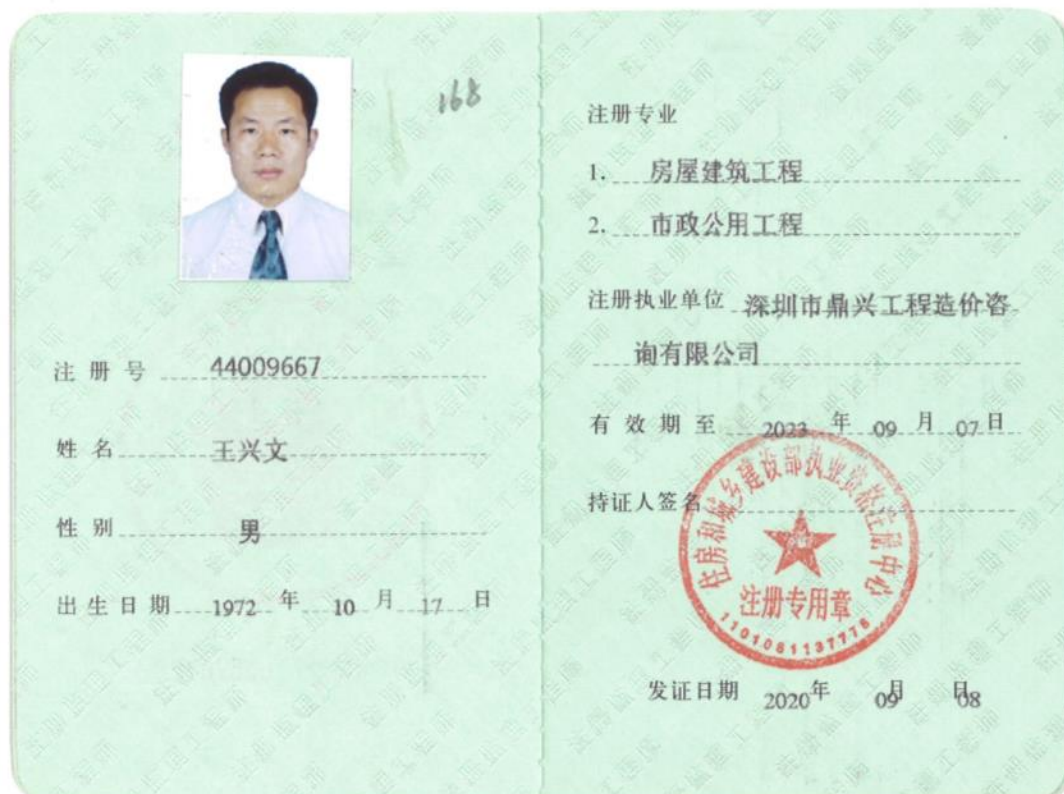 168
注册号 44009667
姓名 王兴文
性别 男
出生日期 1972 年 10 月 17 日
注册专业
1. 房屋建筑工程
2. 市政公用工程
注册执业单位 深圳市鼎兴工程造价咨
询有限公司
有效期至 2023 年 09 月 07 日
持证人签名
住房和城乡建设部执业资格注册中心
注册专用章
1101081137778
发证日期 2020 年 09 月 08 日